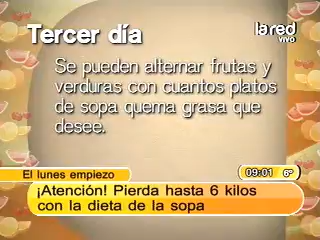 Tercer día
la red
vivo
Se pueden alternar frutas y
verduras con cuantos platos
de sopa quema grasa que
desee.
El lunes empiezo
09:01 6º
¡Atención! Pierda hasta 6 kilos
con la dieta de la sopa